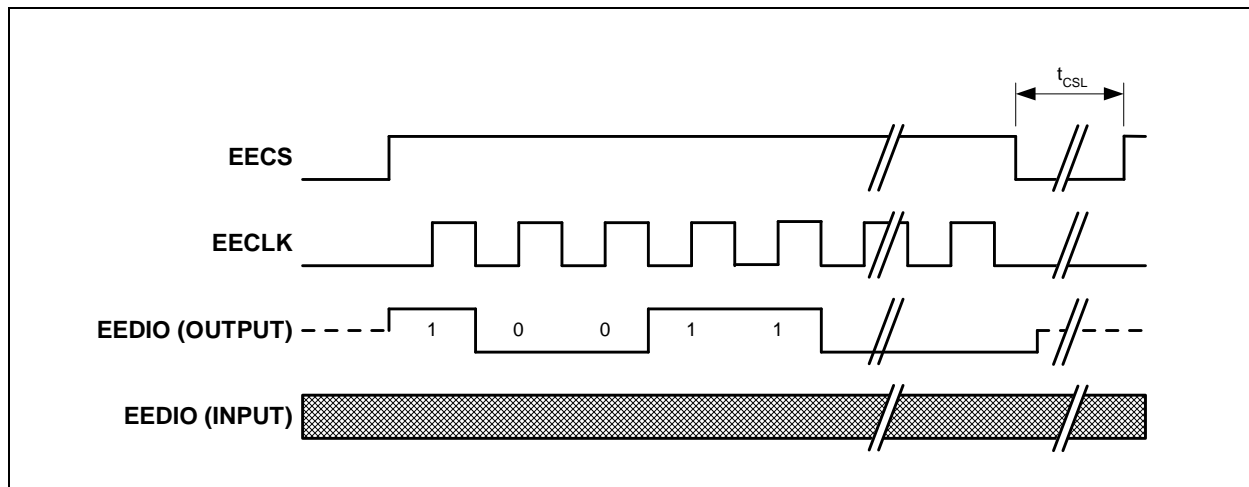 tCSL
EECS
EECLK
EEDIO (OUTPUT)
1 0 0 1 1
EEDIO (INPUT)